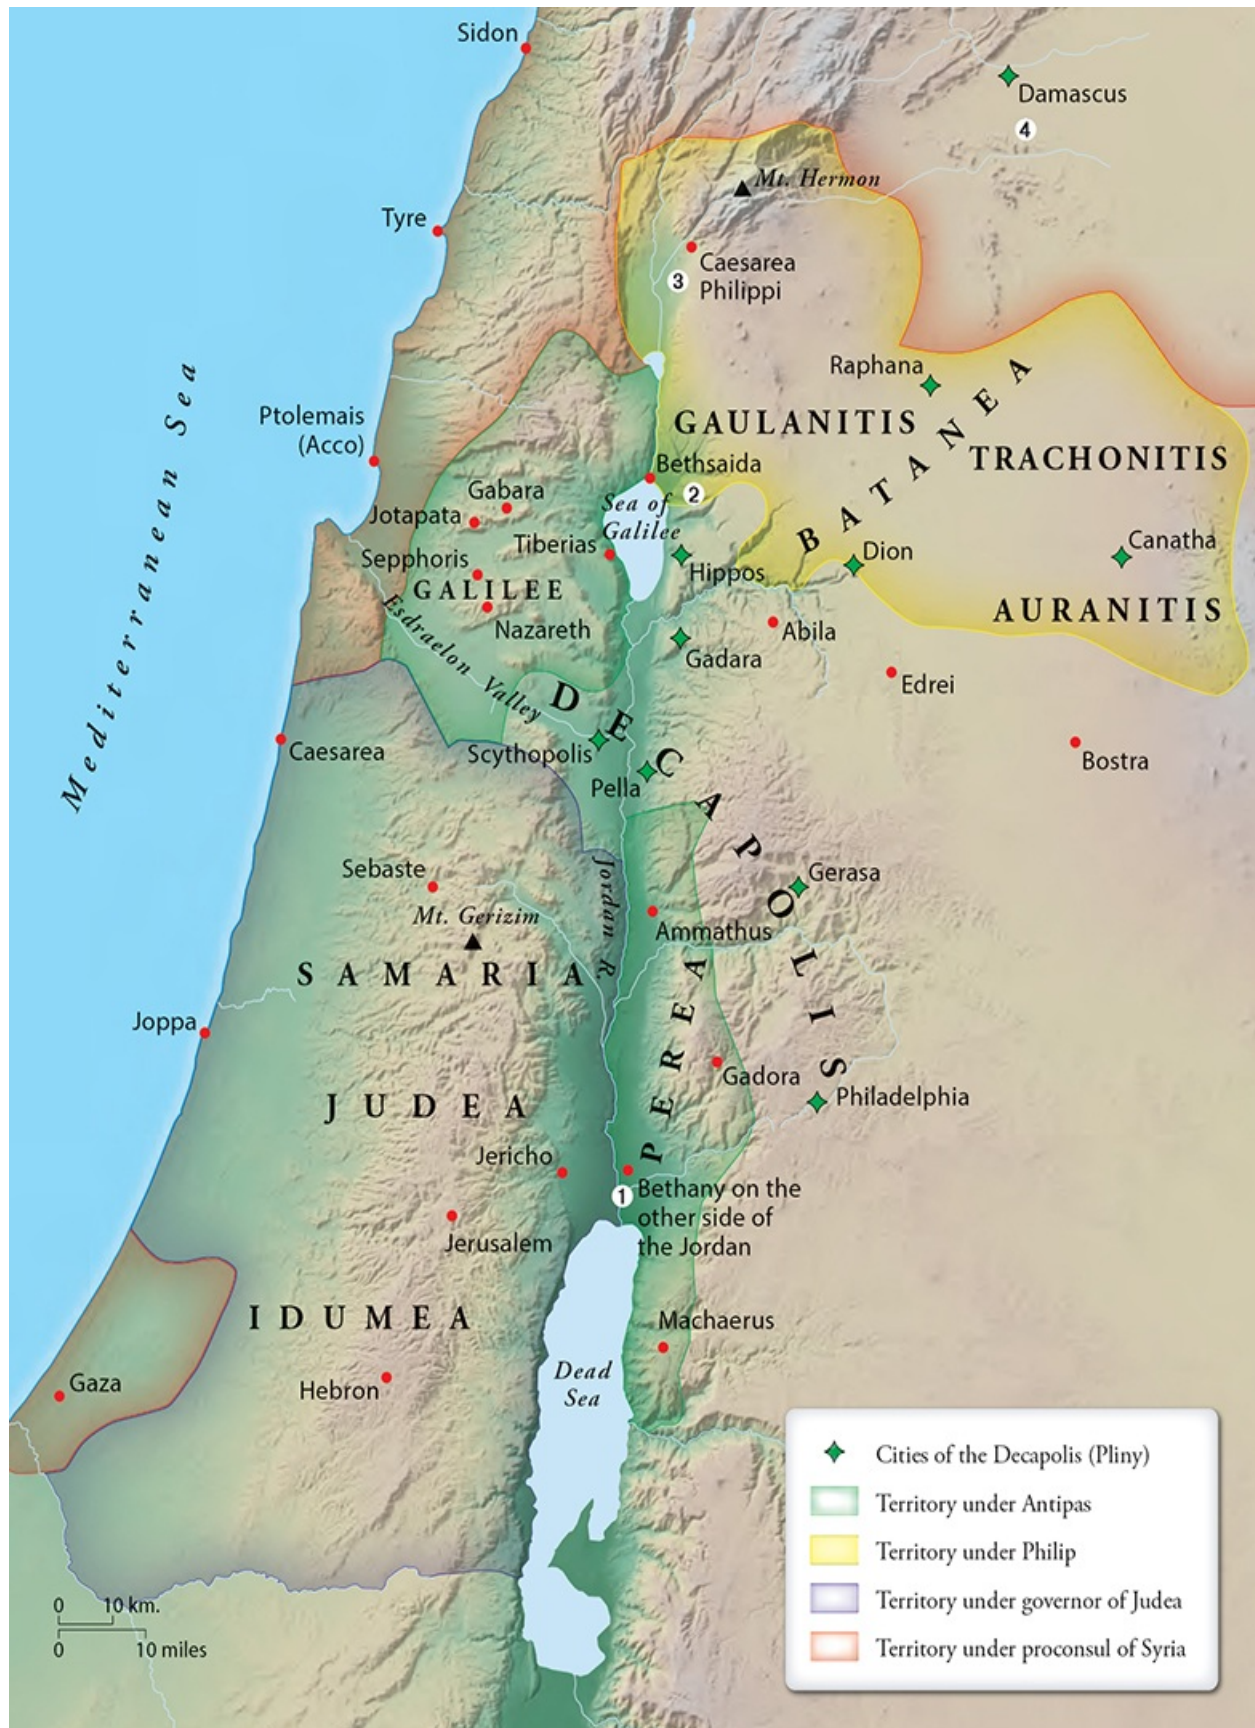 Sidon
Damascus
4
Mt. Hermon
Tyre
Caesarea
Philippi
3
Raphana
BATANEA
GAULANITIS
TRACHONITIS
Ptolemais
(Acco)
Mediterranean Sea
Bethsaida
2
Gabara
Sea of
Galilee
Jotapata
Tiberias
Sepphoris
Hippos
Dion
Canatha
GALILEE
AURANITIS
Nazareth
Abila
Esdraelon Valley
Gadara
Edrei
DECAPOLIS
Caesarea
Scythopolis
Bostra
Pella
Sebaste
Jordan R.
Gerasa
Mt. Gerizim
Ammathus
SAMARIA
PEREA
Joppa
Gadora
Philadelphia
JUDEA
Jericho
1
Bethany on the
other side of
the Jordan
Jerusalem
IDUMEA
Machaerus
Gaza
Hebron
Dead
Sea
Cities of the Decapolis (Pliny)
Territory under Antipas
Territory under Philip
Territory under governor of Judea
Territory under proconsul of Syria
0 10 km.
0 10 miles